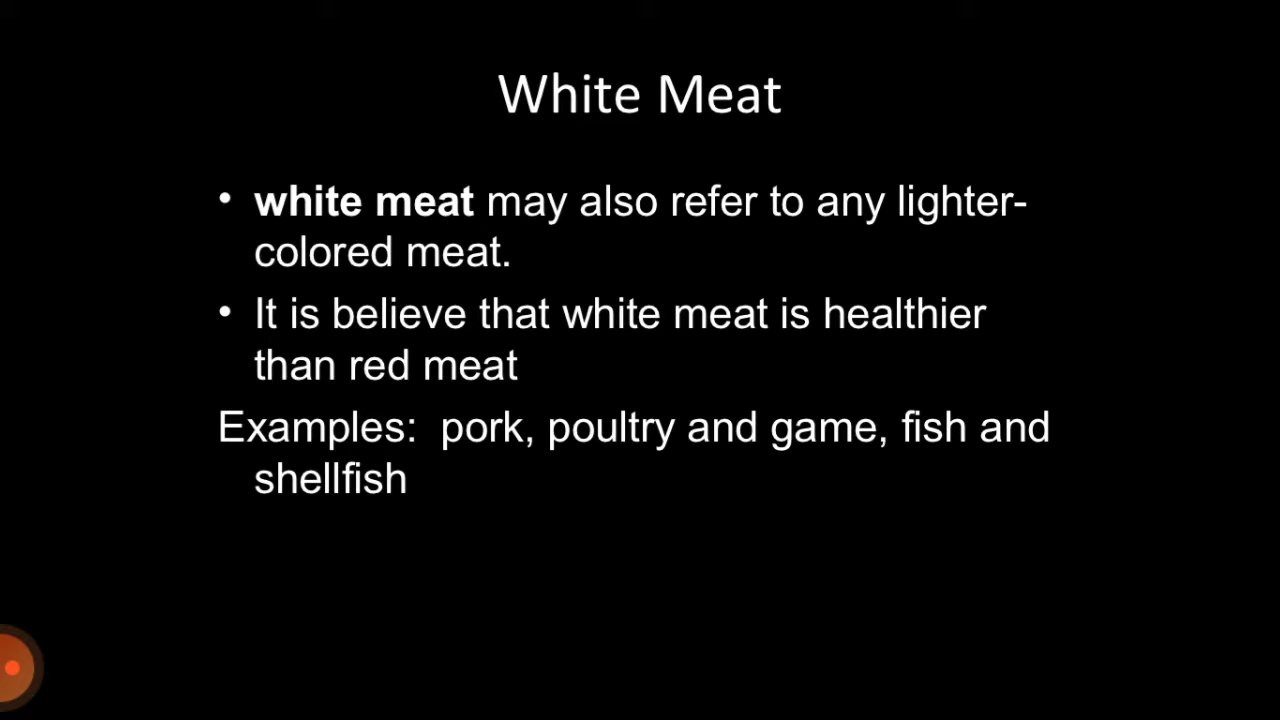 White Meat
• white meat may also refer to any lighter-
colored meat.
• It is believe that white meat is healthier
than red meat
Examples:  pork, poultry and game, fish and
shellfish